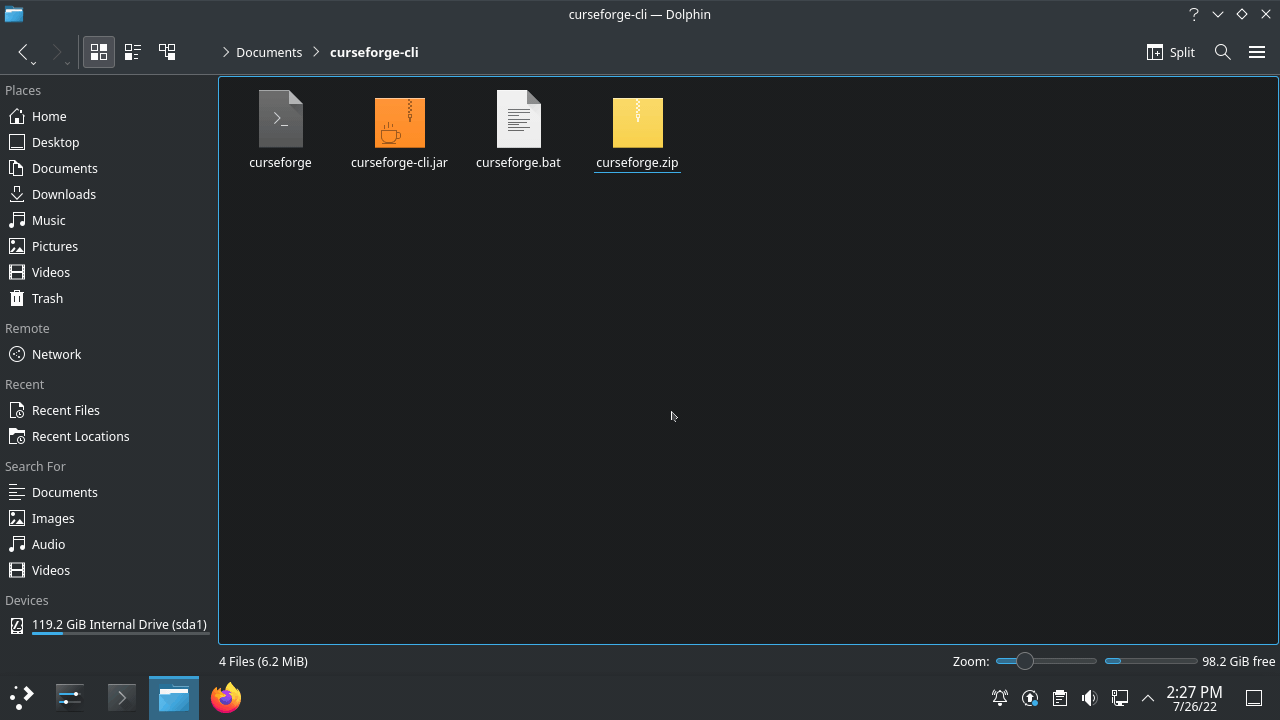 curseforge-cli — Dolphin
Documents
curseforge-cli
Split
Places
Home
Desktop
Documents
Downloads
Music
Pictures
Videos
Trash
Remote
Network
Recent
Recent Files
Recent Locations
Search For
Documents
Images
Audio
Videos
Devices
119.2 GiB Internal Drive (sda1)
curseforge
curseforge-cli.jar
curseforge.bat
curseforge.zip
4 Files (6.2 MiB)
Zoom:
98.2 GiB free
2:27 PM
7/26/22